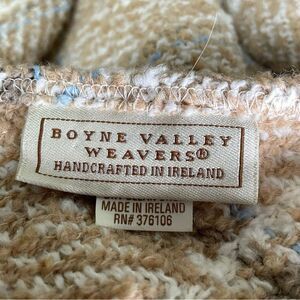 BOYNE VALLEY
WEAVERS®
HANDCRAFTED IN IRELAND
MADE IN IRELAND
RN# 376106